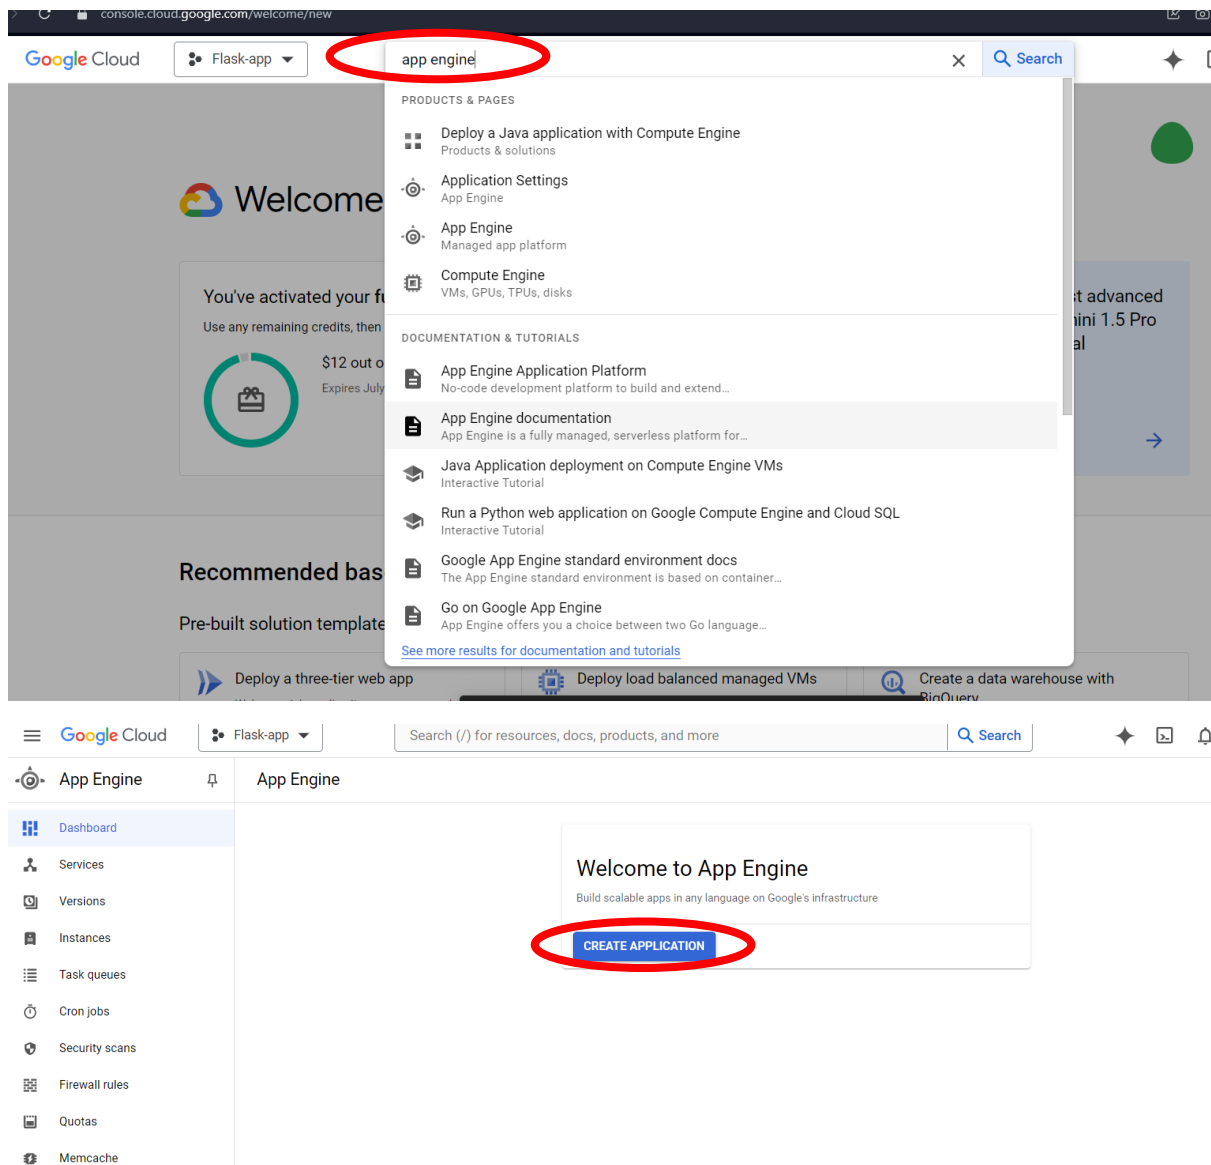 console.cloud.google.com/welcome/new
Google Cloud
Flask-app
app engine
Search
PRODUCTS & PAGES
Deploy a Java application with Compute Engine
Products & solutions
Application Settings
App Engine
App Engine
Managed app platform
Compute Engine
VMs, GPUs, TPUs, disks
DOCUMENTATION & TUTORIALS
App Engine Application Platform
No-code development platform to build and extend...
App Engine documentation
App Engine is a fully managed, serverless platform for...
Java Application deployment on Compute Engine VMs
Interactive Tutorial
Run a Python web application on Google Compute Engine and Cloud SQL
Interactive Tutorial
Google App Engine standard environment docs
The App Engine standard environment is based on container...
Go on Google App Engine
App Engine offers you a choice between two Go language...
See more results for documentation and tutorials
Welcome
You've activated your
Use any remaining credits, then
$12 out
Expires July
advanced
1.5 Pro
Recommended
Pre-built solution
Deploy a three-tier web app
Deploy load balanced managed VMs
Create a data warehouse with
BigQuery
Google Cloud
Flask-app
Search (/) for resources, docs, products, and more
Search
App Engine
App Engine
Dashboard
Services
Versions
Instances
Task queues
Cron jobs
Security scans
Firewall rules
Quotas
Memcache
Welcome to App Engine
Build scalable apps in any language on Google's infrastructure
CREATE APPLICATION